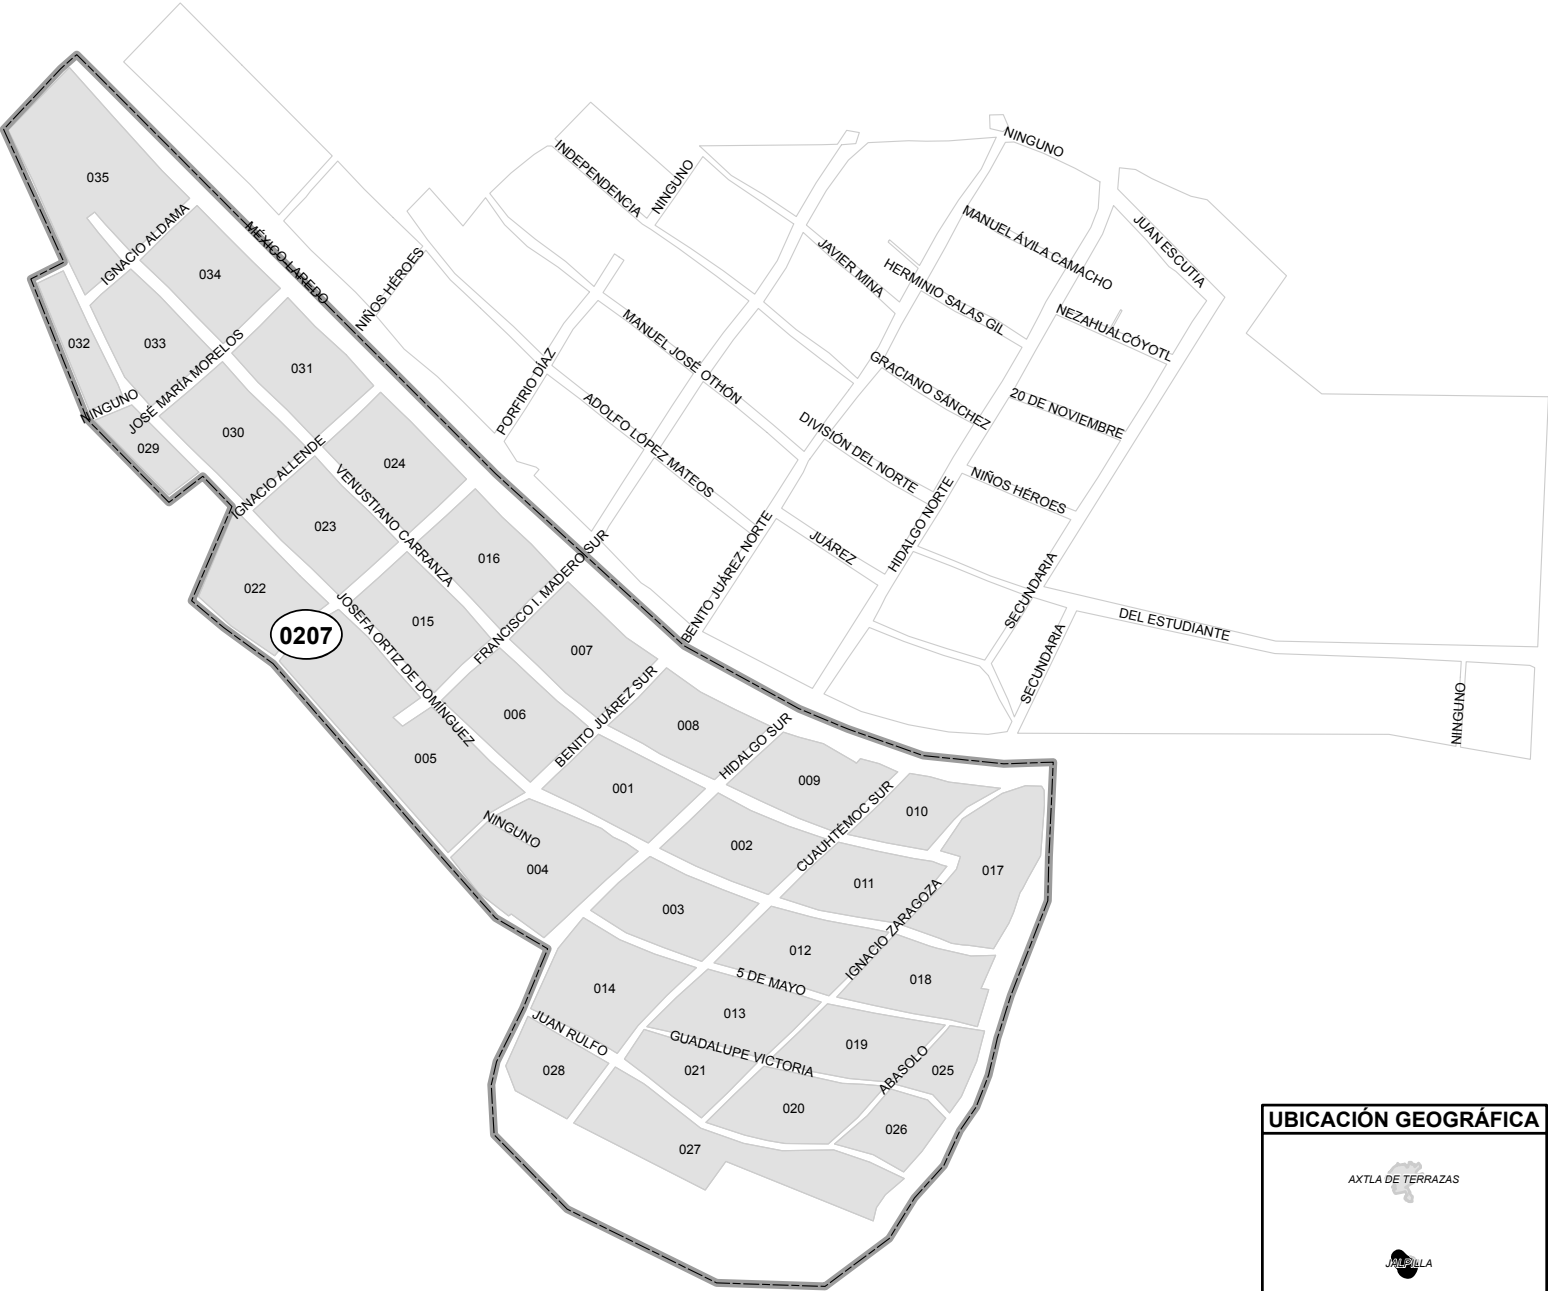 NINGUNO
INDEPENDENCIA
NINGUNO
035
IGNACIO ALDAMA
MÉXICO-LAREDO
NIÑOS HÉROES
MANUEL ÁVILA CAMACHO
JUAN ESCUTIA
JAVIER MINA
HERMINIO SALAS GIL
034
NEZAHUALCÓYOTL
032
033
JOSÉ MARÍA MORELOS
031
MANUEL JOSÉ OTHÓN
PORFIRIO DÍAZ
GRACIANO SÁNCHEZ
20 DE NOVIEMBRE
NINGUNO
029
030
IGNACIO ALLENDE
024
ADOLFO LÓPEZ MATEOS
DIVISIÓN DEL NORTE
NIÑOS HÉROES
VENUSTIANO CARRANZA
023
016
HIDALGO NORTE
BENITO JUÁREZ NORTE
JUÁREZ
022
FRANCISCO I. MADERO SUR
SECUNDARIA
0207
JOSEFA ORTIZ DE DOMÍNGUEZ
015
DEL ESTUDIANTE
007
SECUNDARIA
006
BENITO JUÁREZ SUR
008
HIDALGO SUR
NINGUNO
005
001
009
CUAUHTÉMOC SUR
010
NINGUNO
004
002
011
017
003
IGNACIO ZARAGOZA
012
018
014
5 DE MAYO
013
JUAN RULFO
GUADALUPE VICTORIA
019
028
021
ABASOLO
025
020
026
027
UBICACIÓN GEOGRÁFICA
AXTLA DE TERRAZAS
JALPILLA